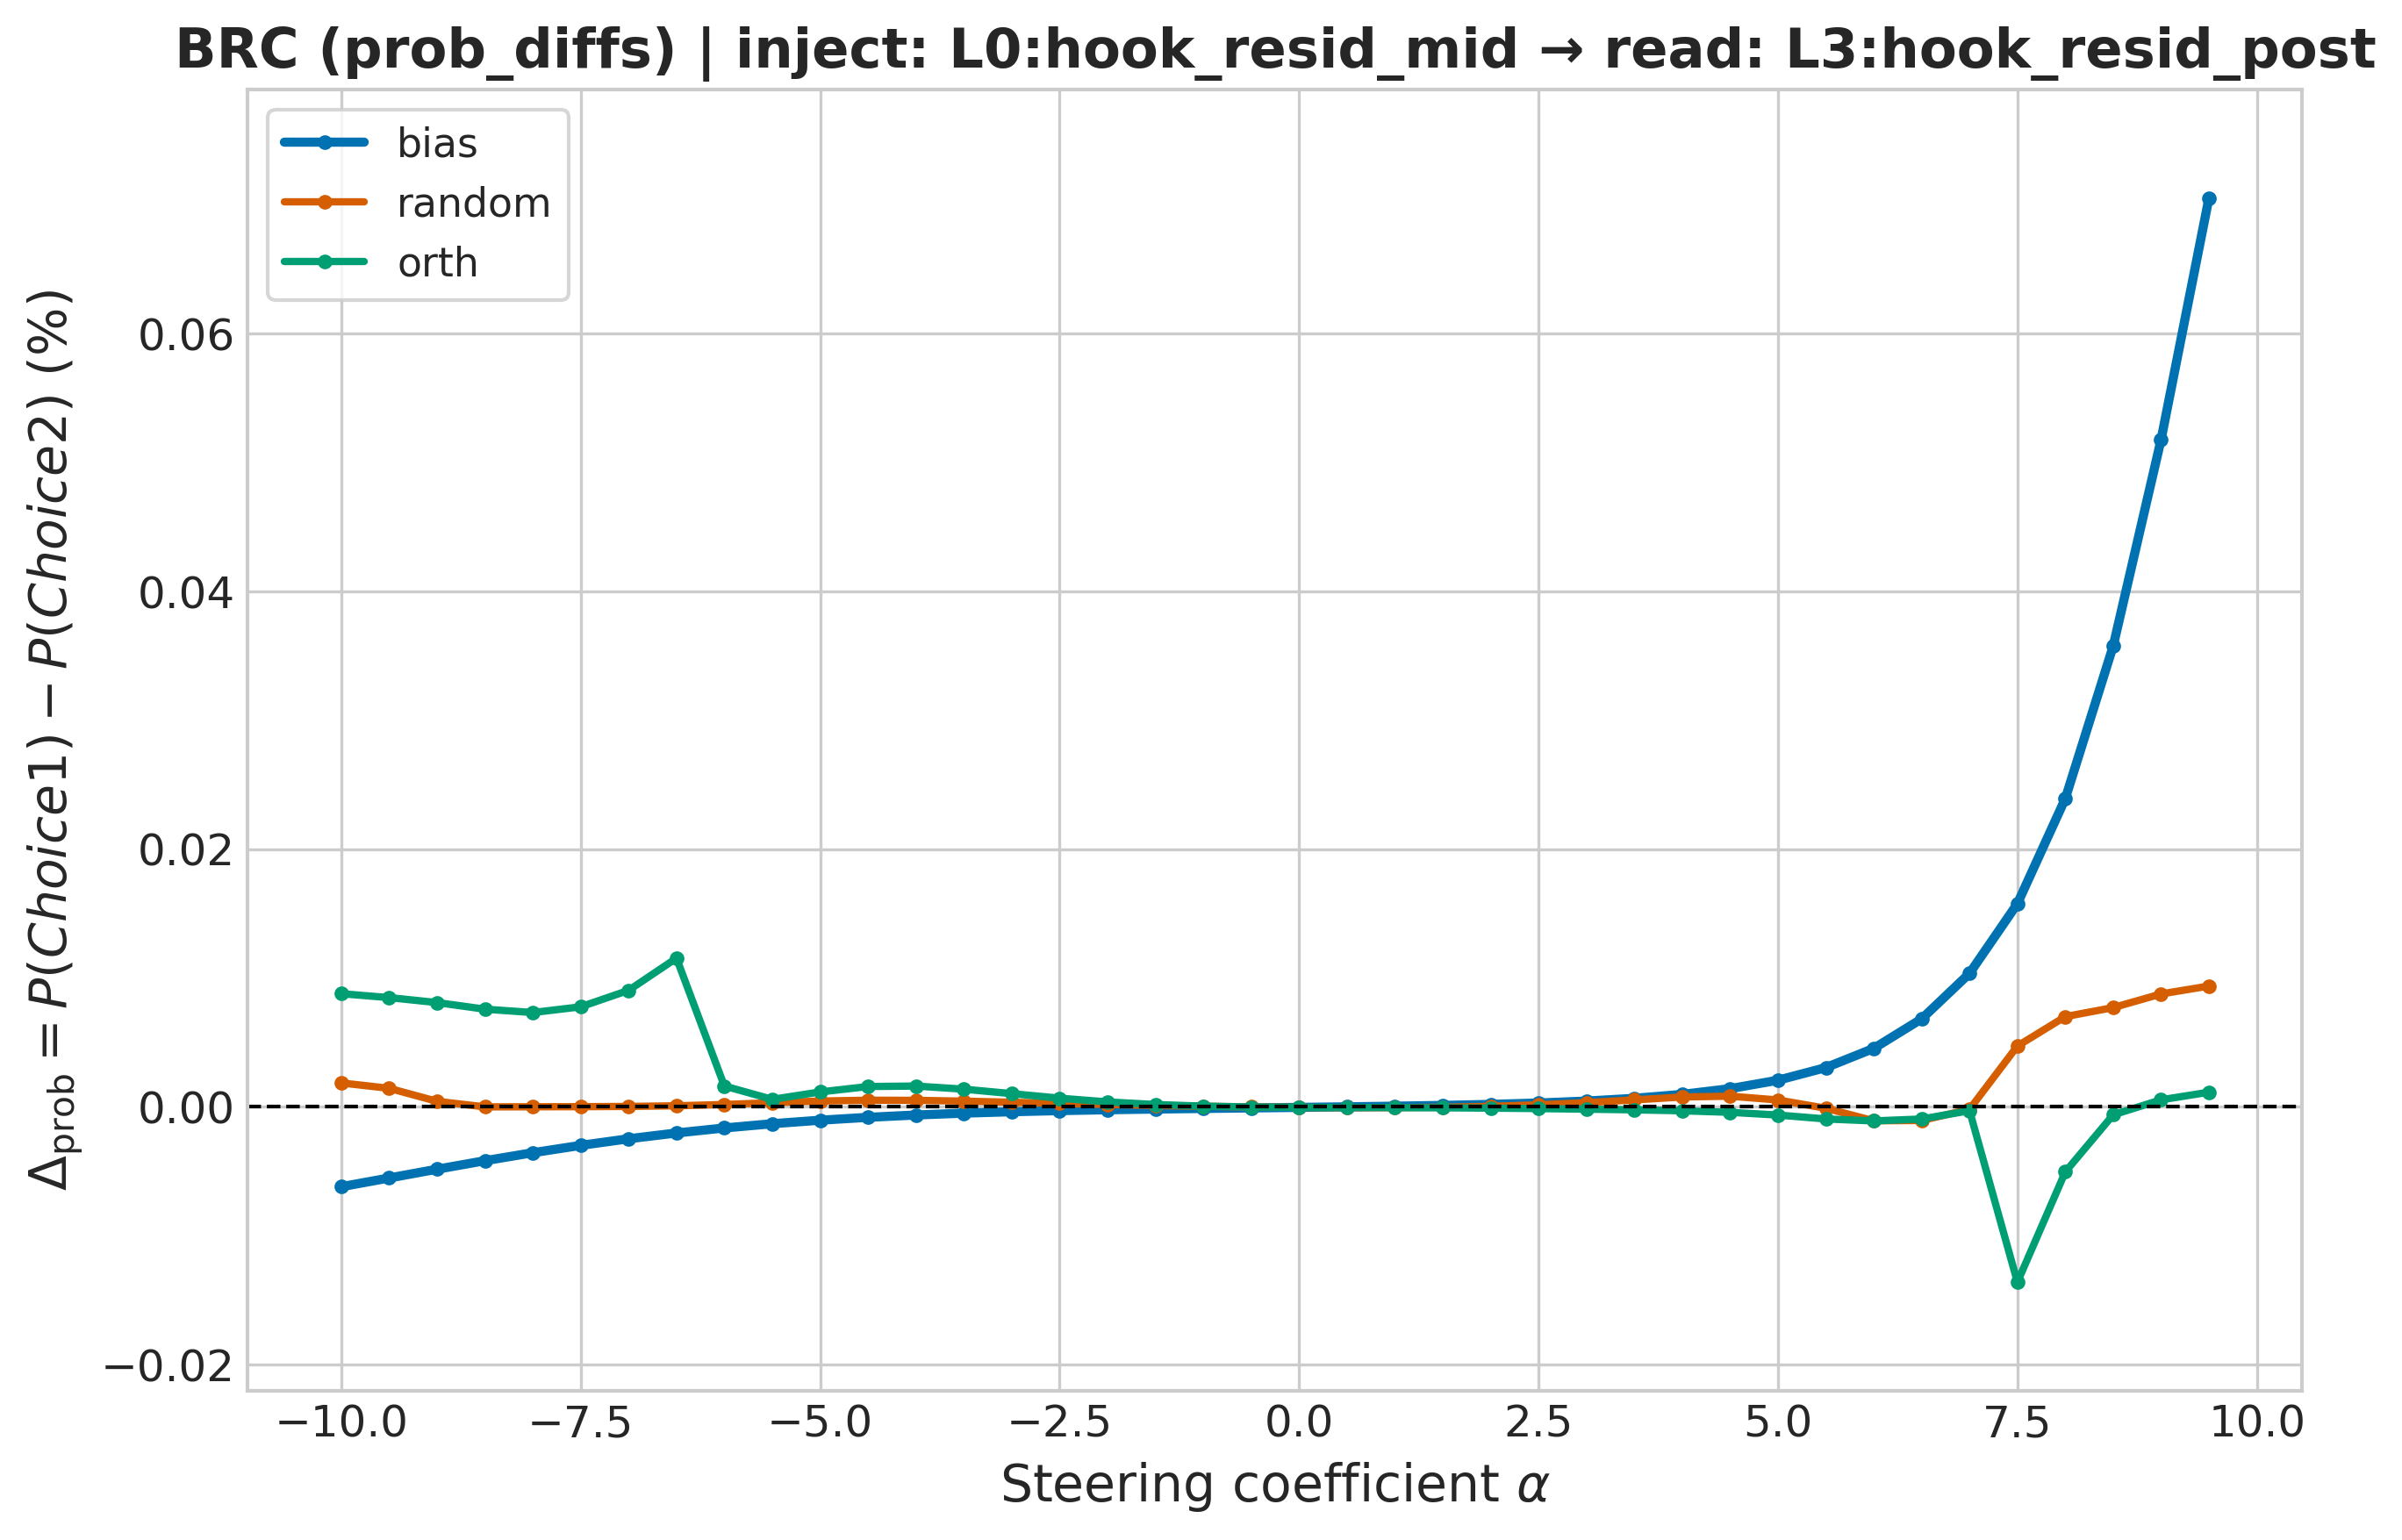 BRC (prob_diffs) | inject: L0:hook_resid_mid → read: L3:hook_resid_post
bias
random
orth
Δprob = P(Choice1) − P(Choice2) (%)
0.06
0.04
0.02
0.00
−0.02
−10.0 −7.5 −5.0 −2.5 0.0 2.5 5.0 7.5 10.0
Steering coefficient α